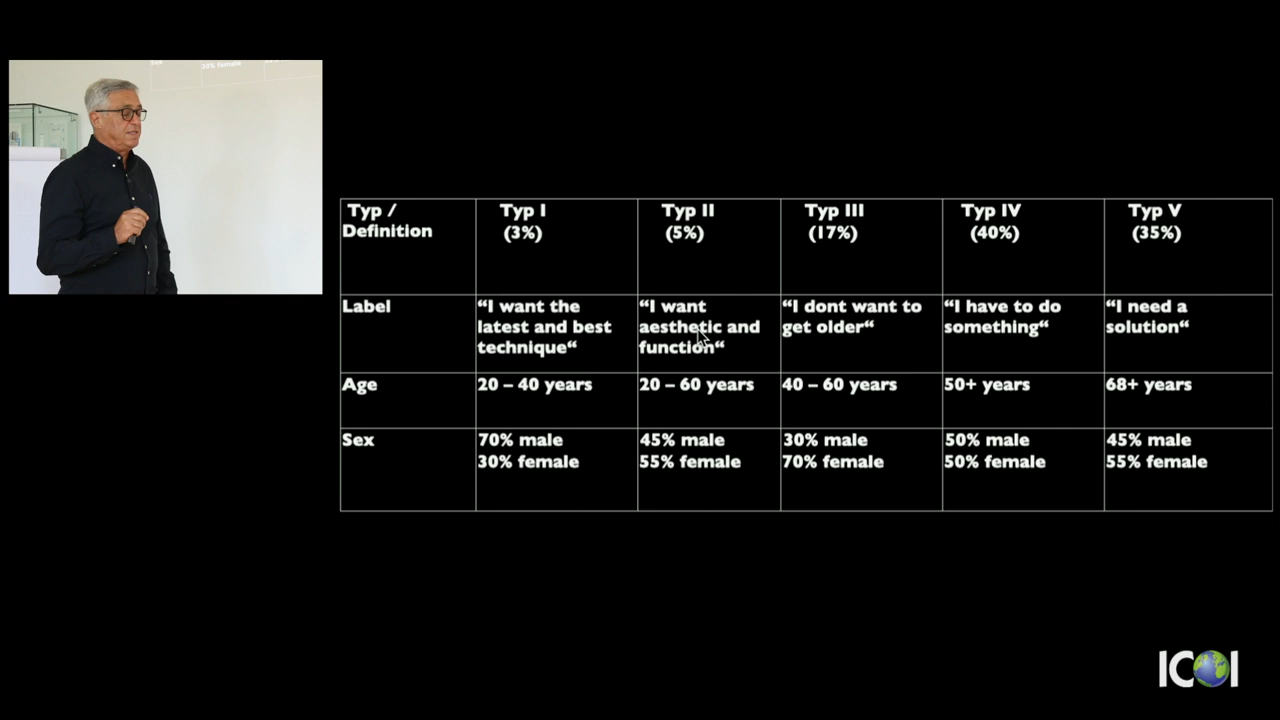 Sex
30% female
Typ /
Definition
Typ I
(3%)
Typ II
(5%)
Typ III
(17%)
Typ IV
(40%)
Typ V
(35%)
Label
“I want the
latest and best
technique“
“I want
aesthetic and
function“
“I dont want to
get older“
“I have to do
something“
“I need a
solution“
Age
20 – 40 years
20 – 60 years
40 – 60 years
50+ years
68+ years
Sex
70% male
30% female
45% male
55% female
30% male
70% female
50% male
50% female
45% male
55% female
ICOI